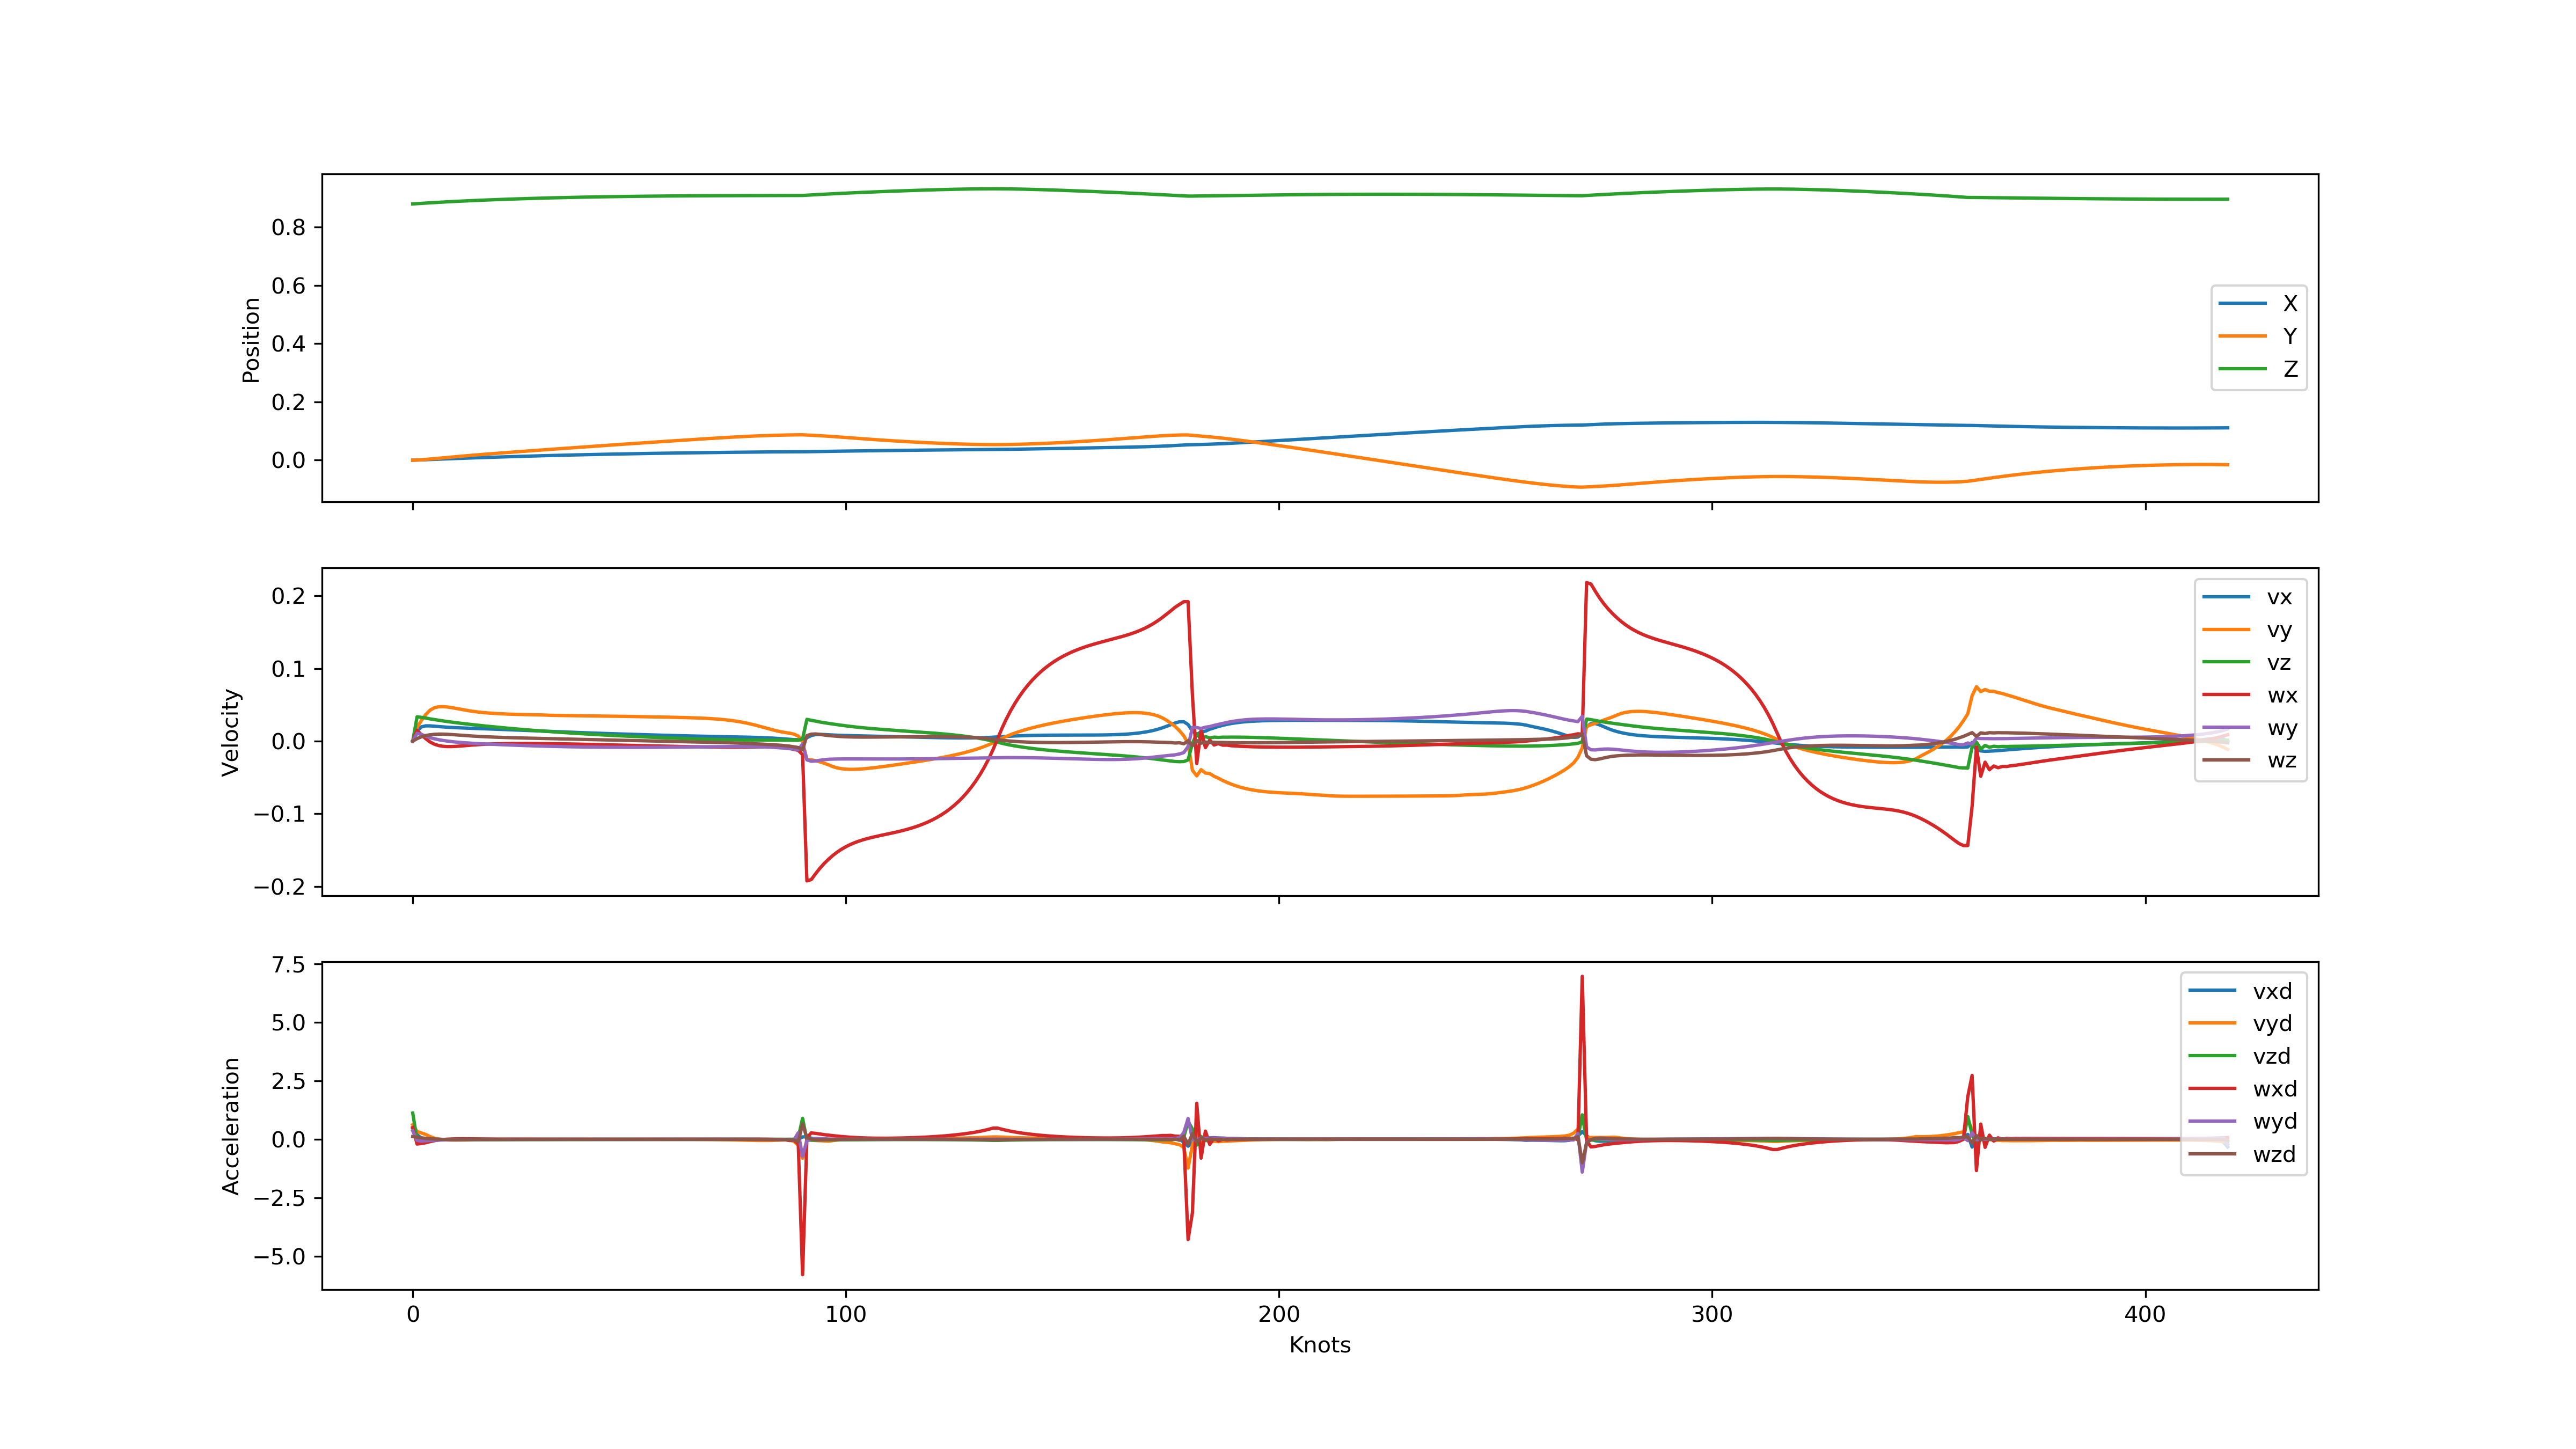 Position
0.8
0.6
0.4
0.2
0.0
X
Y
Z
Velocity
0.2
0.1
0.0
−0.1
−0.2
vx
vy
vz
wx
wy
wz
Acceleration
7.5
5.0
2.5
0.0
−2.5
−5.0
vxd
vyd
vzd
wxd
wyd
wzd
0 100 200 300 400
Knots